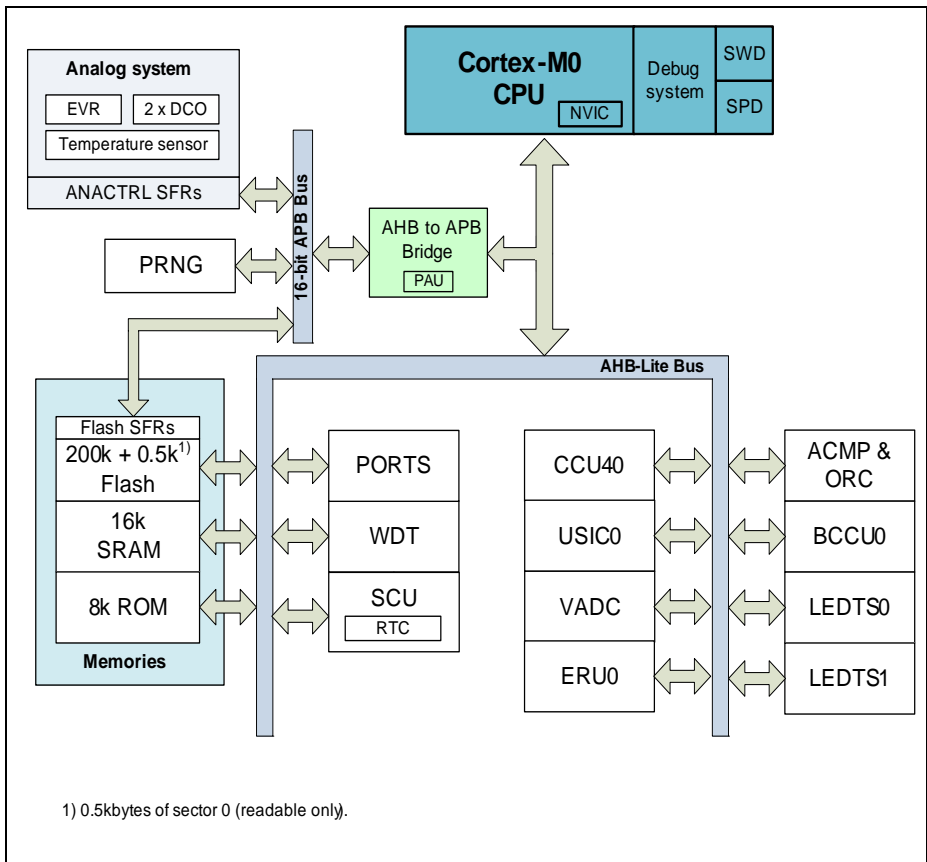 Analog system
EVR
2 x DCO
Temperature sensor
ANACTRL SFRs
Cortex-M0
CPU
NVIC
Debug
system
SWD
SPD
16-bit APB Bus
AHB to APB
Bridge
PAU
PRNG
AHB-Lite Bus
Flash SFRs
200k + 0.5k1)
Flash
16k
SRAM
8k ROM
Memories
PORTS
WDT
SCU
RTC
CCU40
USIC0
VADC
ERU0
ACMP &
ORC
BCCU0
LEDTS0
LEDTS1
1) 0.5kbytes of sector 0 (readable only).